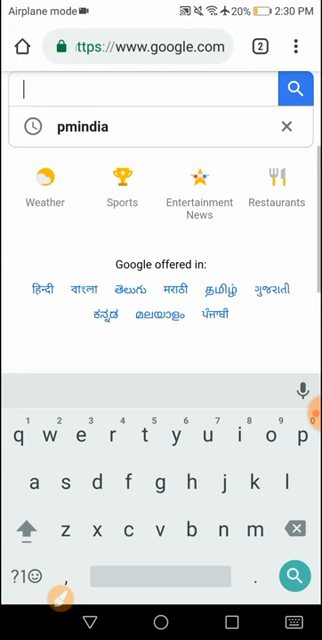 Airplane mode 20% 2:30 PM
ttps://www.google.com 2
pmindia
Weather Sports Entertainment News Restaurants
Google offered in:
हिन्दी বাংলা తెలుగు मराठी தமிழ் ગુજરાતી
ಕನ್ನಡ മലയാളം ਪੰਜਾਬੀ
1 2 3 4 5 6 7 8 9 0
q w e r t y u i o p
a s d f g h j k l
z x c v b n m
?1☺ , .